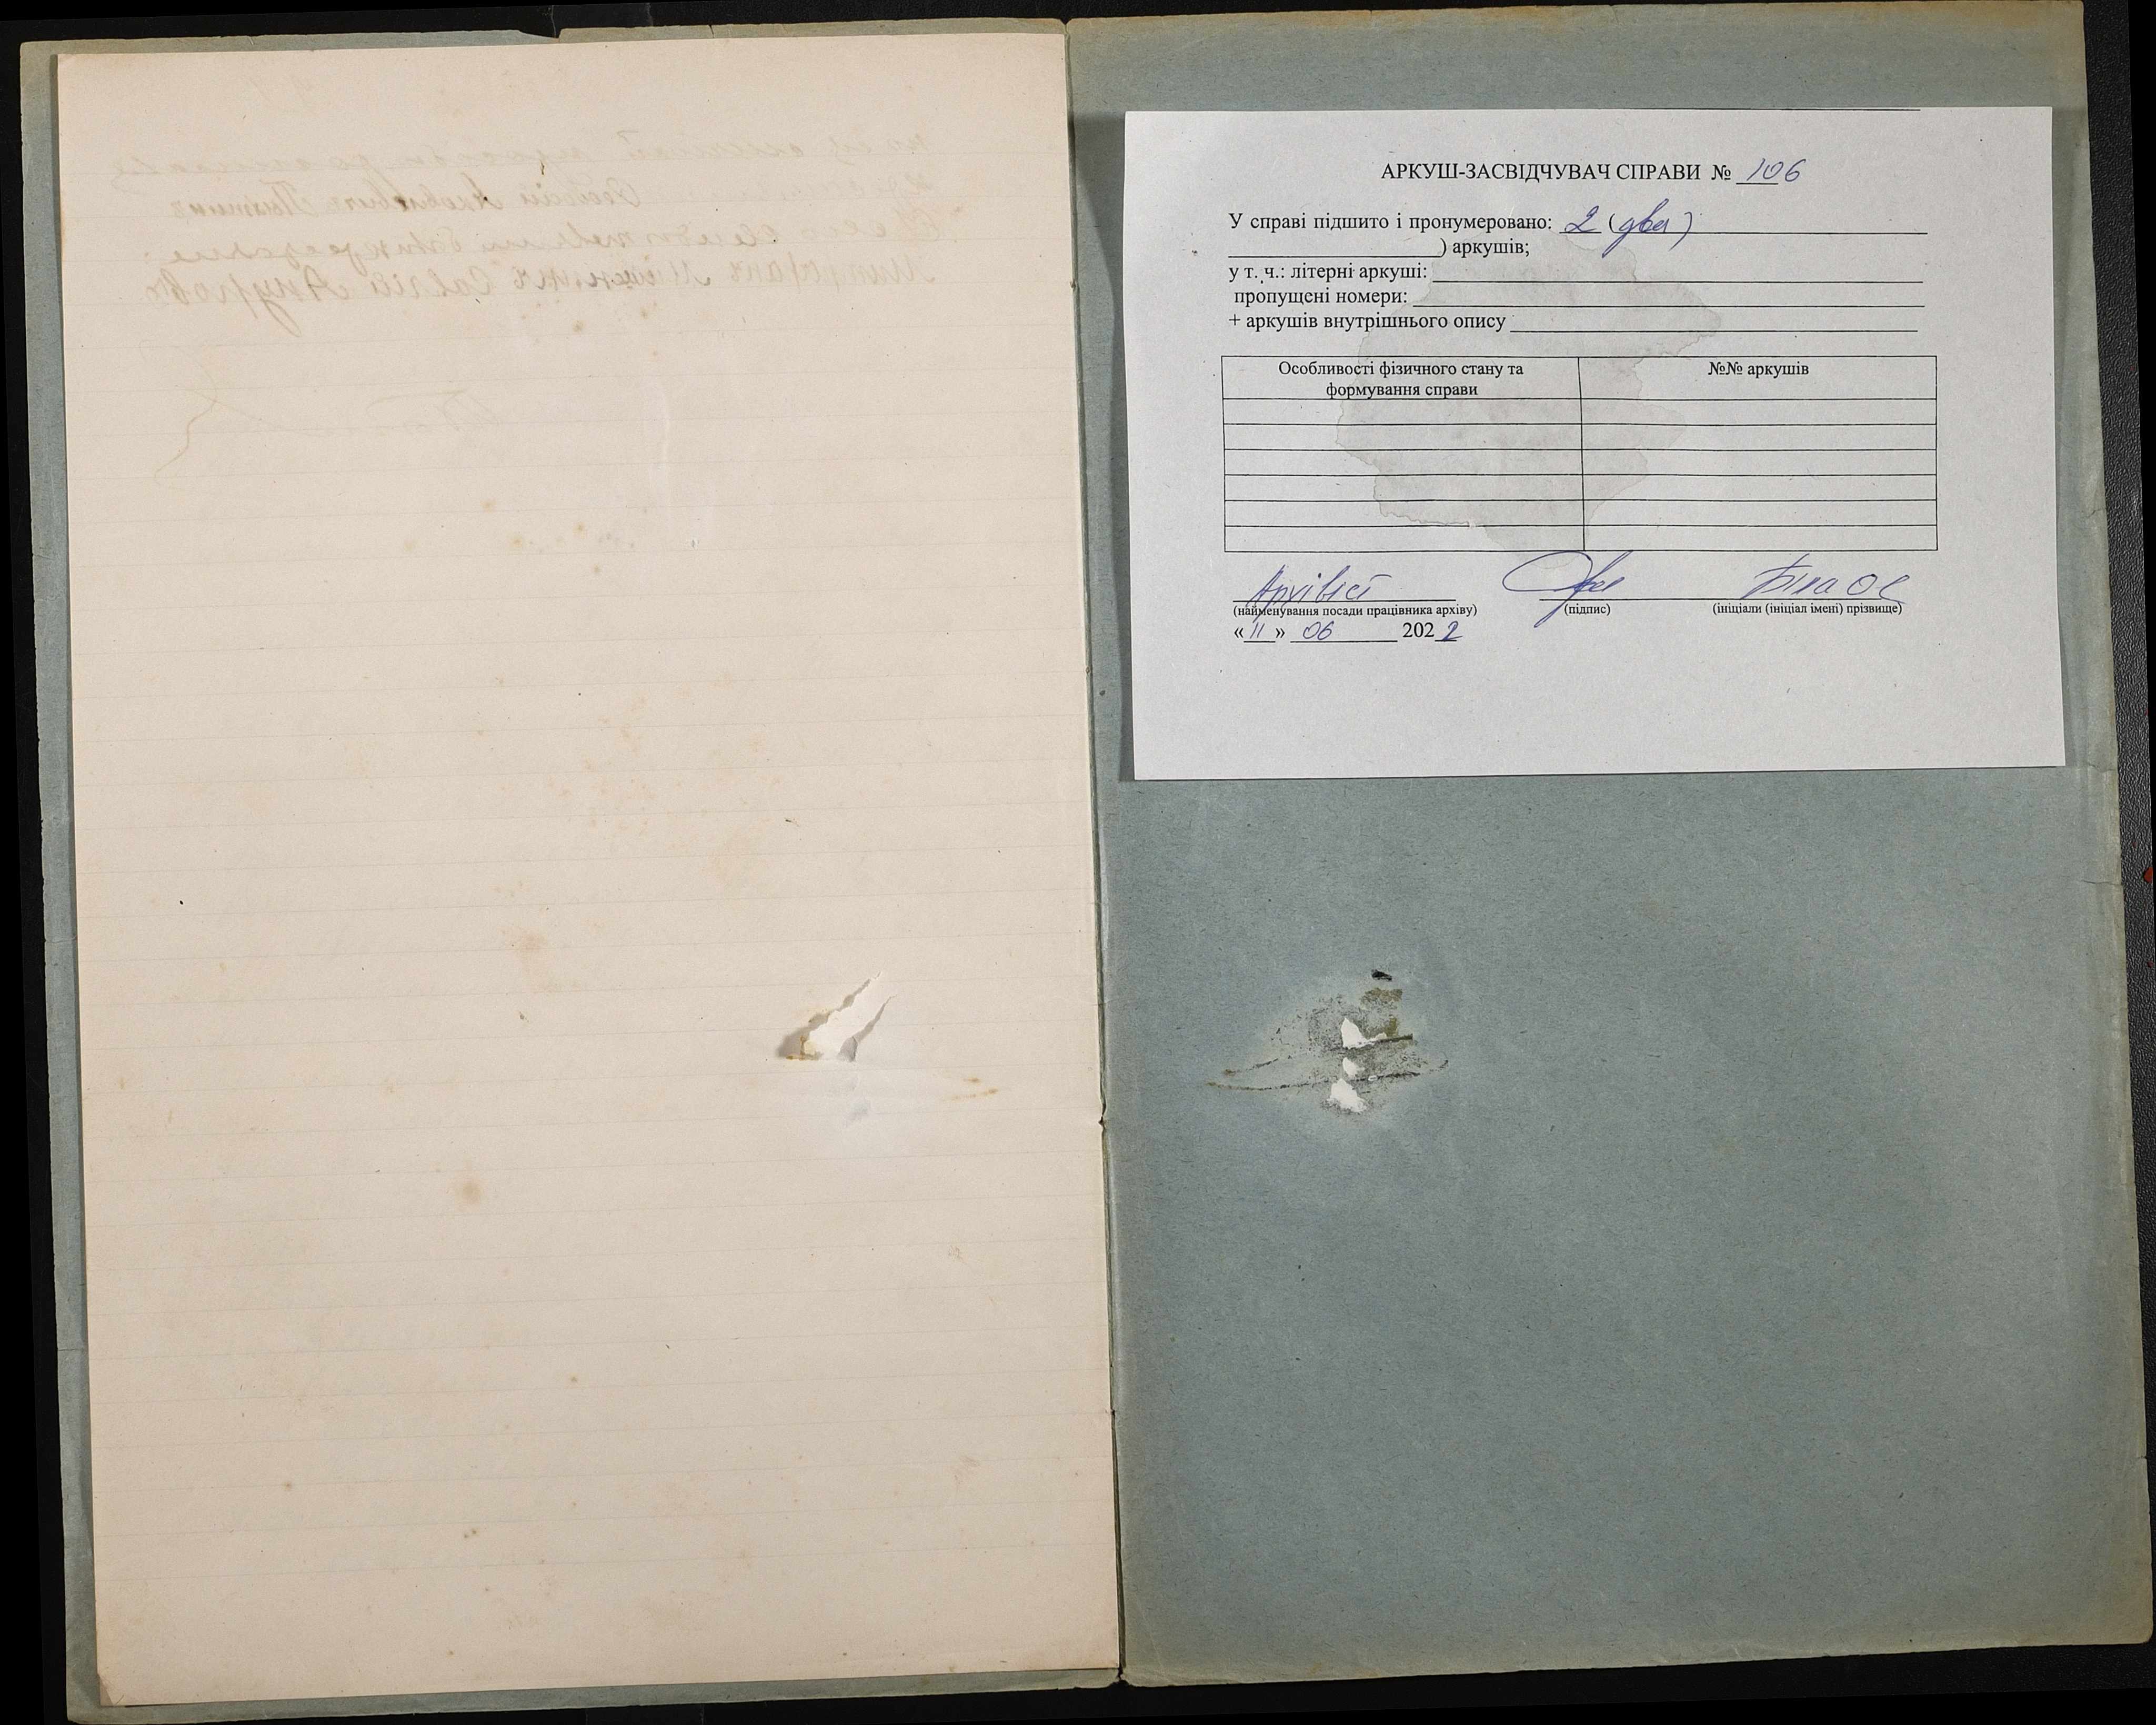 АРКУШ-ЗАСВІДЧУВАЧ СПРАВИ № 106
У справі підшито і пронумеровано: 2 (два)
) аркушів;
у т. ч.: літерні аркуші:
пропущені номери:
+ аркушів внутрішнього опису
Особливості фізичного стану та формування справи
№№ аркушів
Архівіст
(найменування посади працівника архіву)
(підпис)
(ініціали (ініціал імені) прізвище)
« 11 » 06 2022